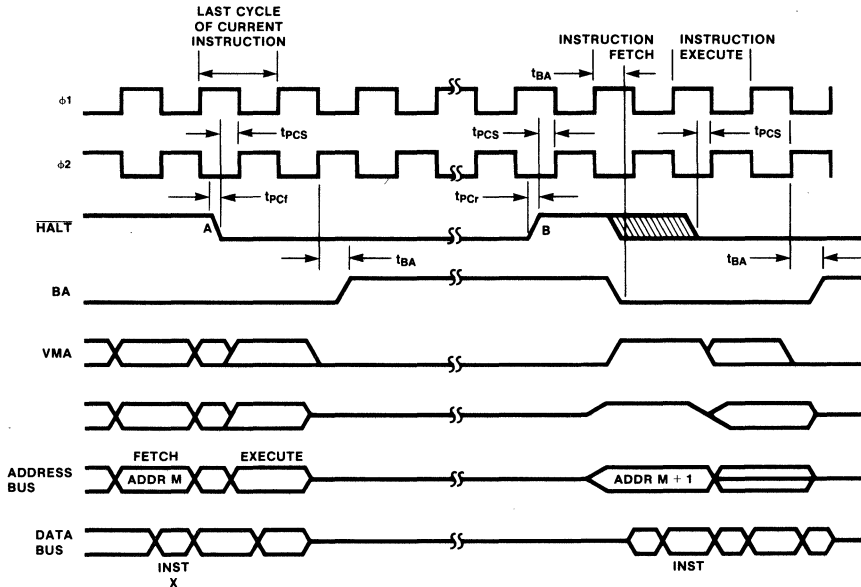 LAST CYCLE
OF CURRENT
INSTRUCTION
INSTRUCTION
FETCH
INSTRUCTION
EXECUTE
tBA
φ1
tPCS
tPCS
tPCS
φ2
tPCf
tPCr
HALT
A
B
tBA
tBA
BA
VMA
FETCH
EXECUTE
ADDRESS
BUS
ADDR M
ADDR M + 1
DATA
BUS
INST
X
INST